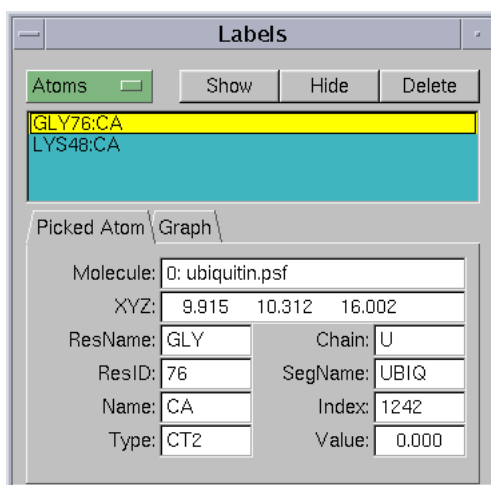 Labels
Atoms Show Hide Delete
GLY76:CA
LYS48:CA
Picked Atom Graph
Molecule: 0: ubiquitin.psf
XYZ: 9.915 10.312 16.002
ResName: GLY Chain: U
ResID: 76 SegName: UBIQ
Name: CA Index: 1242
Type: CT2 Value: 0.000